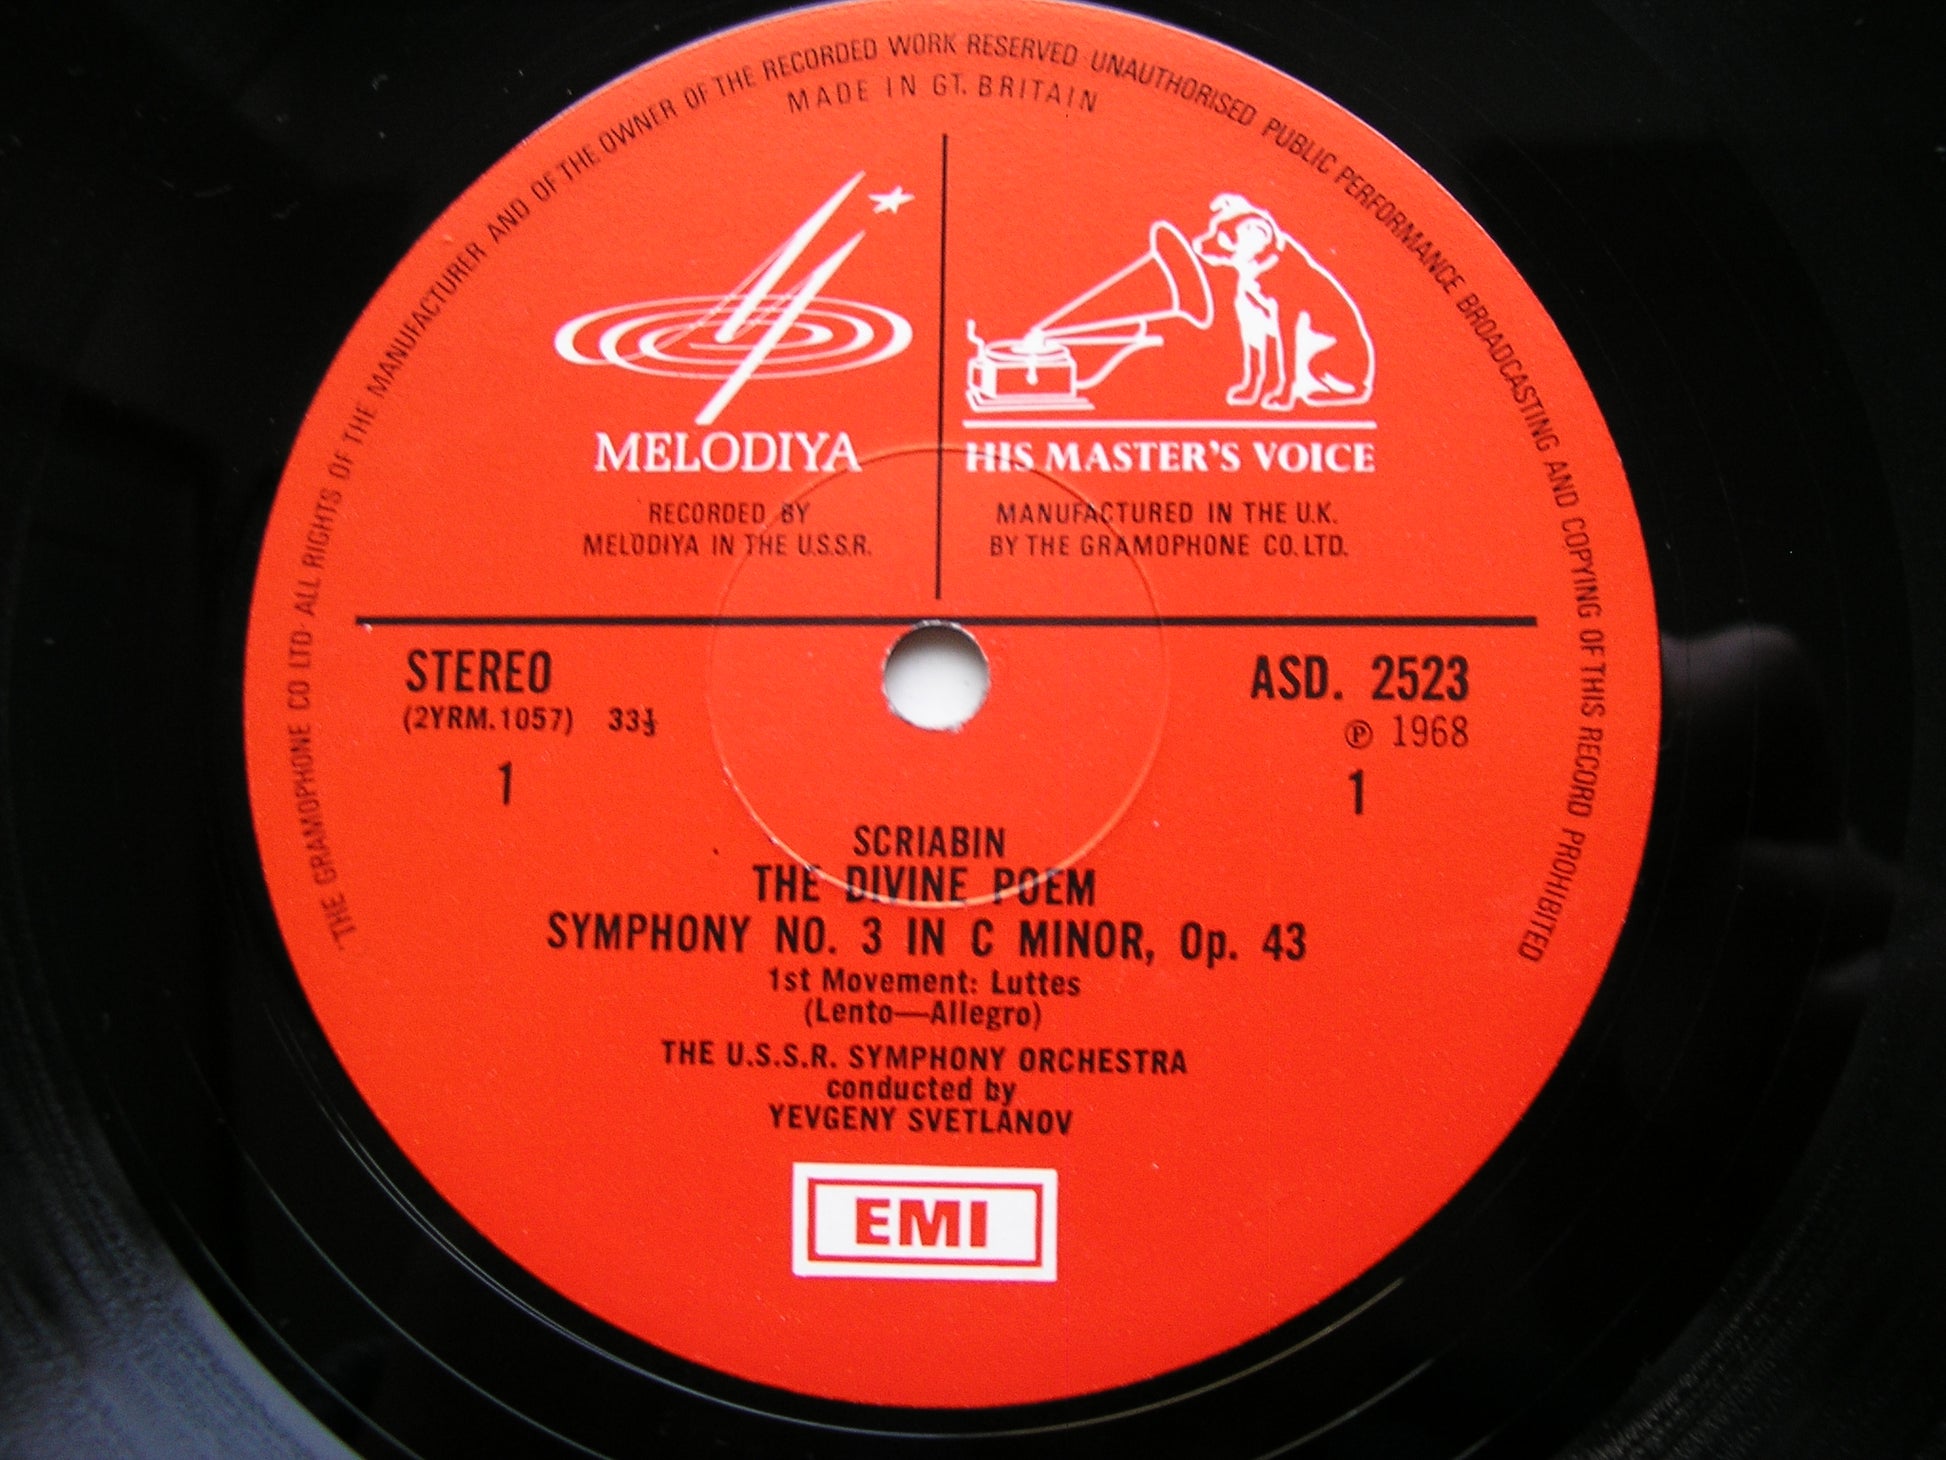 THE GRAMOPHONE CO LTD· ALL RIGHTS OF THE MANUFACTURER AND OF THE OWNER OF THE RECORDED WORK RESERVED UNAUTHORISED PUBLIC PERFORMANCE BROADCASTING AND COPYING OF THIS RECORD PROHIBITED
MADE IN GT. BRITAIN
MELODIYA
RECORDED BY
MELODIYA IN THE U.S.S.R.
HIS MASTER'S VOICE
MANUFACTURED IN THE U.K.
BY THE GRAMOPHONE CO. LTD.
STEREO
(2YRM.1057) 33⅓
1
ASD. 2523
℗ 1968
1
SCRIABIN
THE DIVINE POEM
SYMPHONY NO. 3 IN C MINOR, Op. 43
1st Movement: Luttes
(Lento—Allegro)
THE U.S.S.R. SYMPHONY ORCHESTRA
conducted by
YEVGENY SVETLANOV
EMI